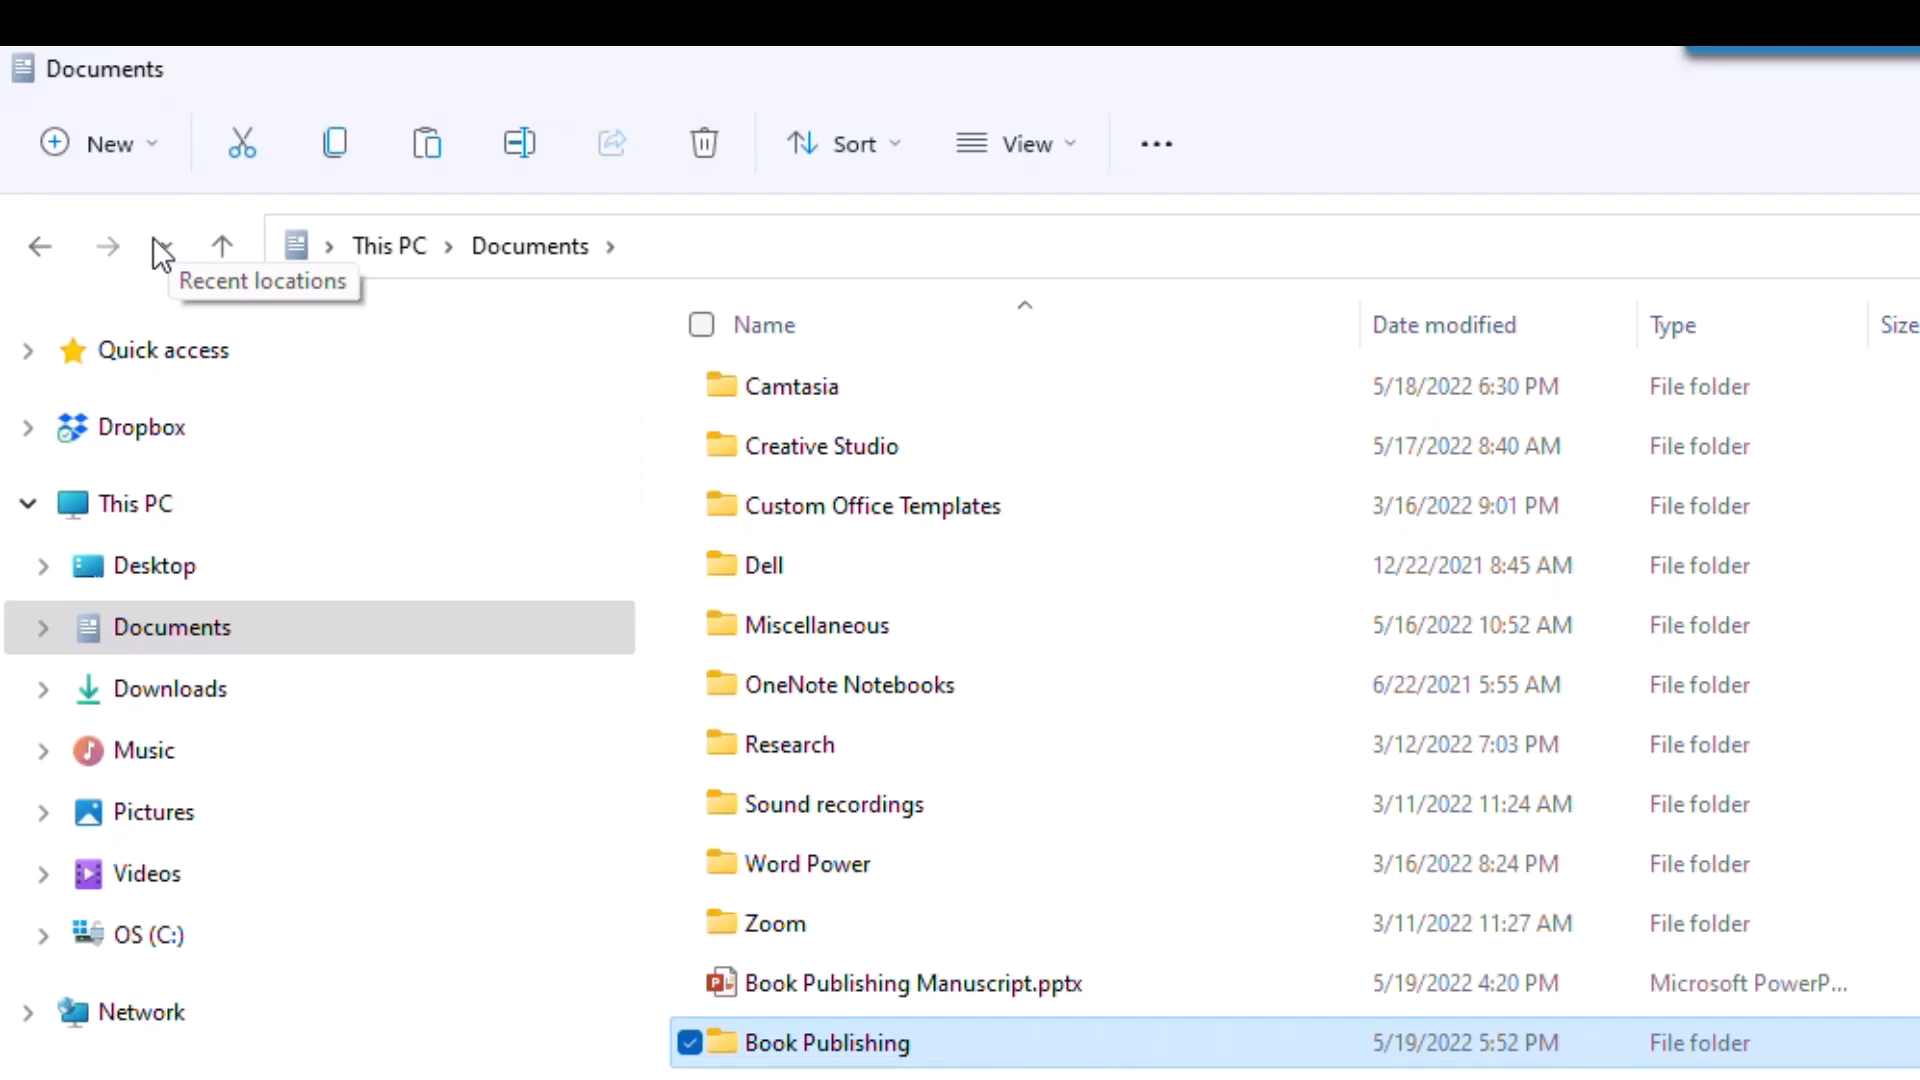 Documents
New
Sort
View
This PC
Documents
Recent locations
Quick access
Dropbox
This PC
Desktop
Documents
Downloads
Music
Pictures
Videos
OS (C:)
Network
Name Date modified Type Size
Camtasia 5/18/2022 6:30 PM File folder
Creative Studio 5/17/2022 8:40 AM File folder
Custom Office Templates 3/16/2022 9:01 PM File folder
Dell 12/22/2021 8:45 AM File folder
Miscellaneous 5/16/2022 10:52 AM File folder
OneNote Notebooks 6/22/2021 5:55 AM File folder
Research 3/12/2022 7:03 PM File folder
Sound recordings 3/11/2022 11:24 AM File folder
Word Power 3/16/2022 8:24 PM File folder
Zoom 3/11/2022 11:27 AM File folder
Book Publishing Manuscript.pptx 5/19/2022 4:20 PM Microsoft PowerP...
Book Publishing 5/19/2022 5:52 PM File folder